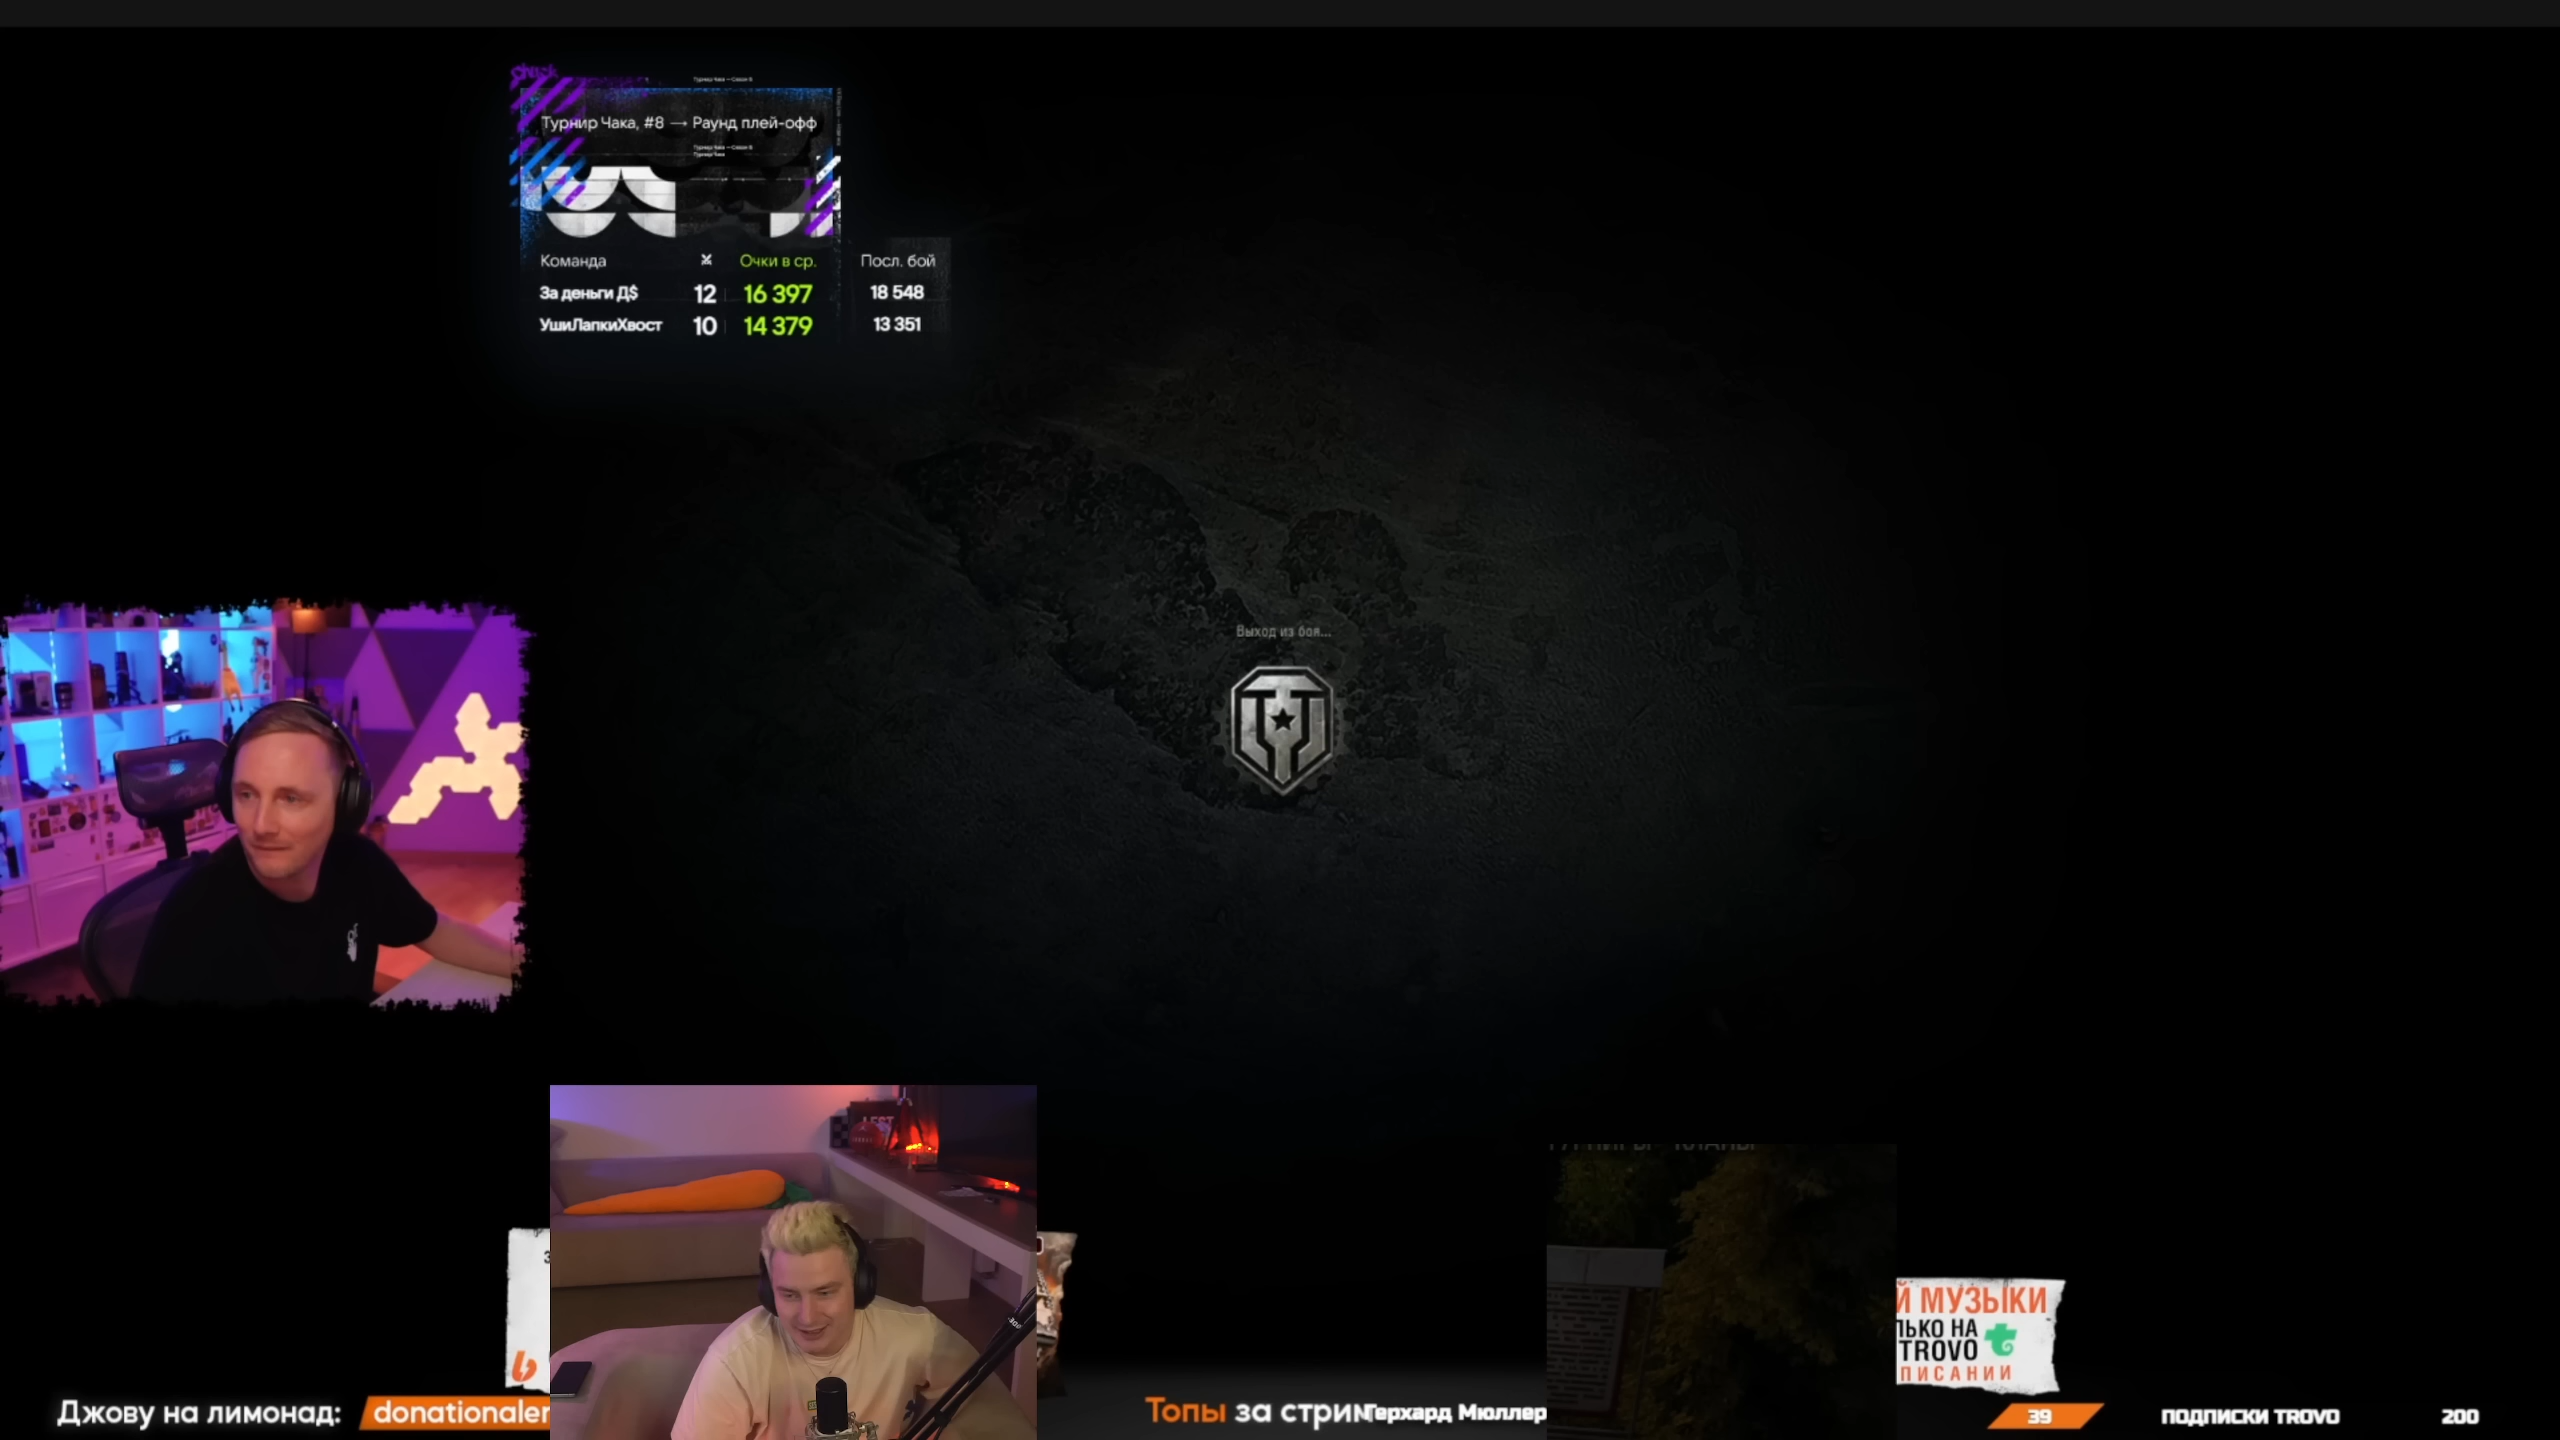 Турнир Чака, #8 → Раунд плей-офф
Команда Очки в ср. Посл. бой
За деньги Д$ 12 16 397 18 548
УшиЛапкиХвост 10 14 379 13 351
Выход из боя...
LEST
Й МУЗЫКИ
ЛЬКО НА
TROVO
ПИСАНИИ
Джову на лимонад: donationaler
Топы за стрим Герхард Мюллер
39 ПОДПИСКИ TROVO 200